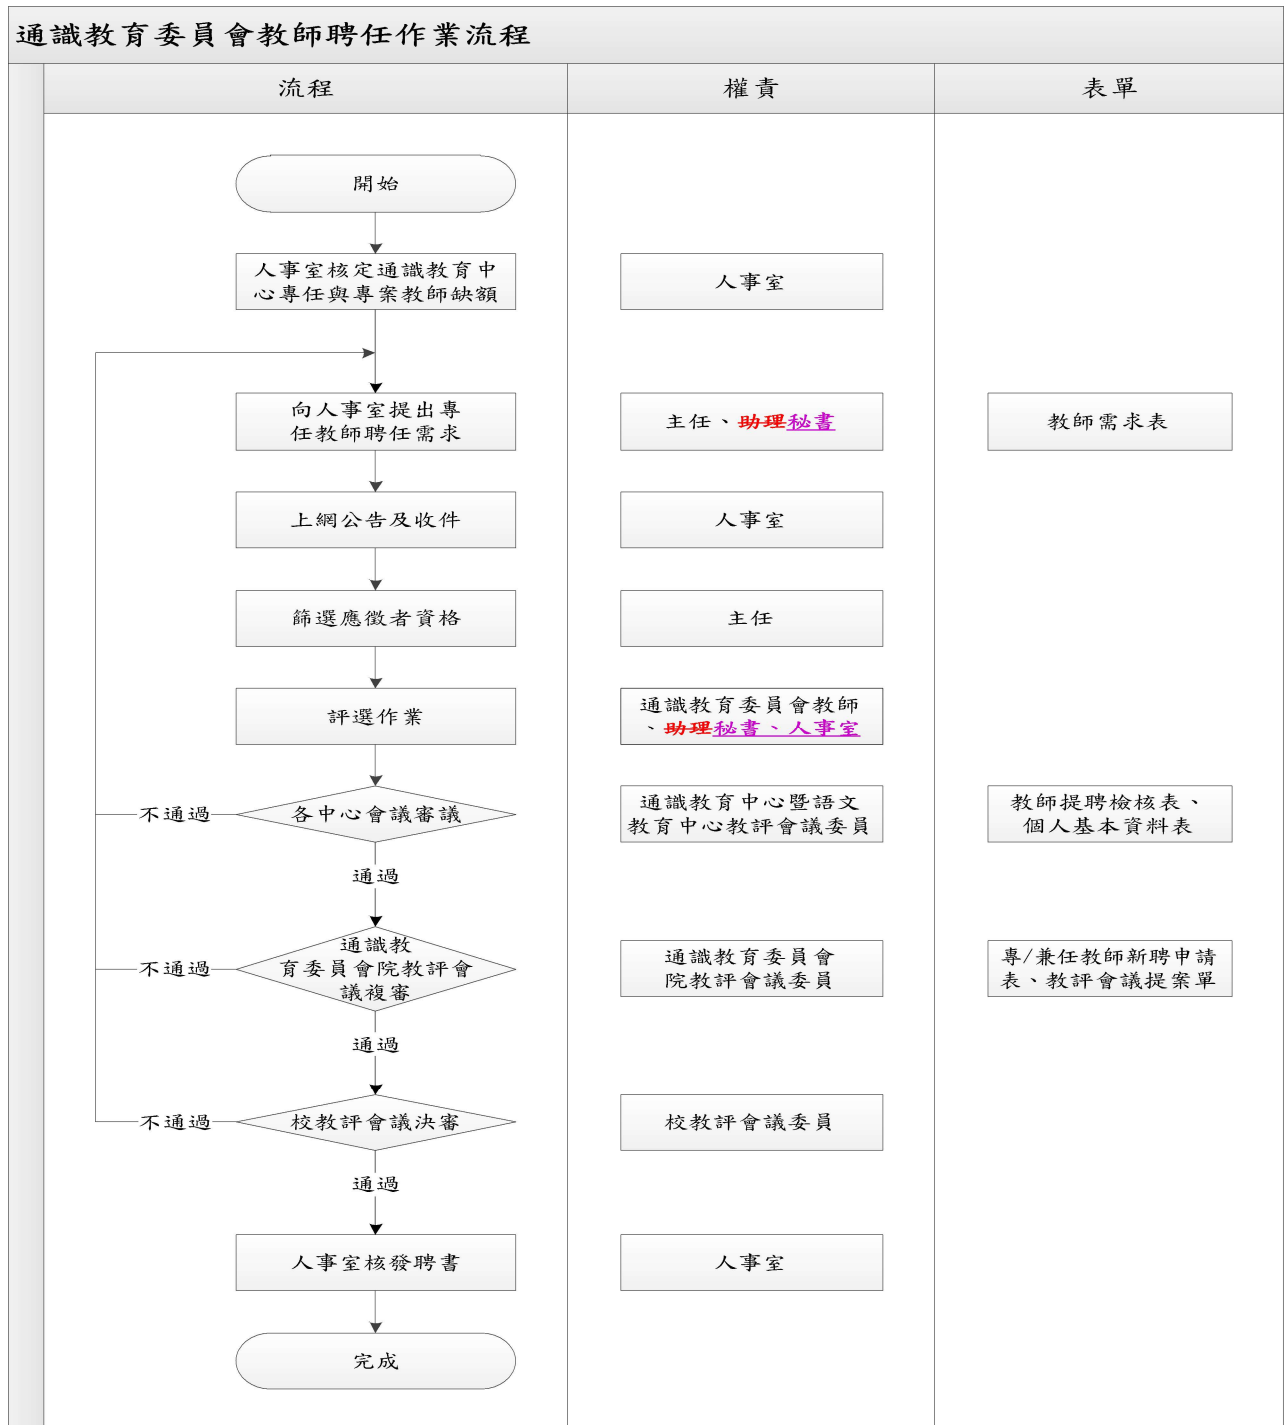 通識教育委員會教師聘任作業流程
流程
權責
表單
開始
人事室核定通識教育中
心專任與專案教師缺額
人事室
向人事室提出專
任教師聘任需求
主任、助理秘書
教師需求表
上網公告及收件
人事室
篩選應徵者資格
主任
評選作業
通識教育委員會教師
、助理秘書、人事室
不通過
各中心會議審議
通識教育中心暨語文
教育中心教評會議委員
教師提聘檢核表、
個人基本資料表
通過
不通過
通識教
育委員會院教評會
議複審
通識教育委員會
院教評會議委員
專/兼任教師新聘申請
表、教評會議提案單
通過
不通過
校教評會議決審
校教評會議委員
通過
人事室核發聘書
人事室
完成